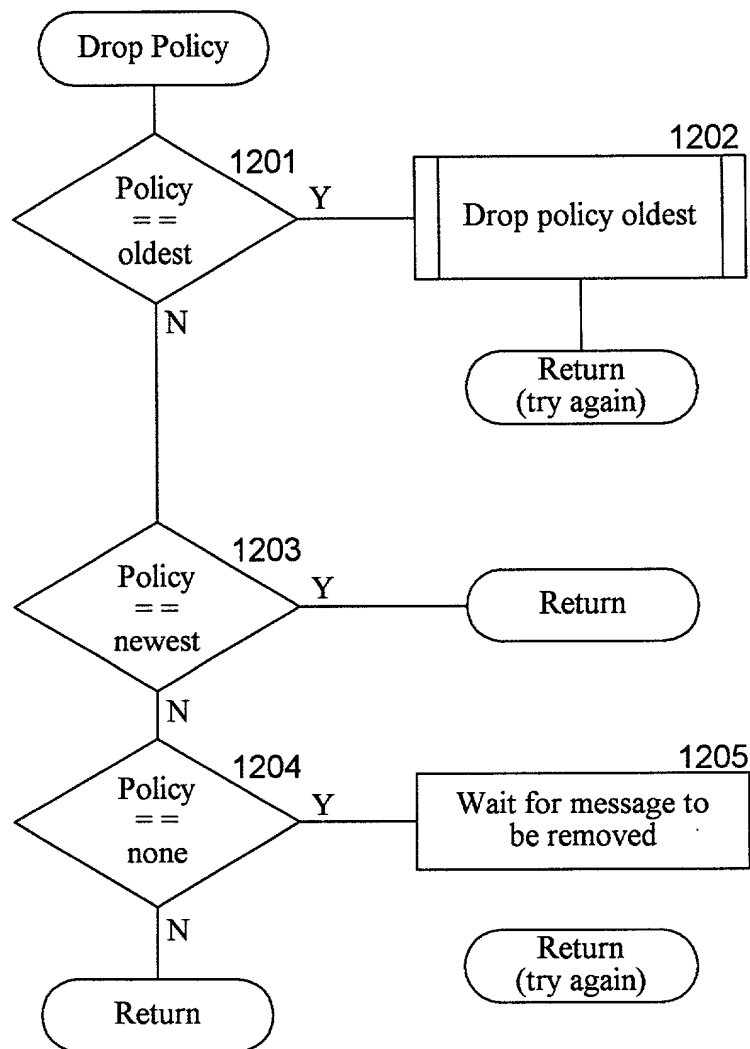 Drop Policy
1201
Policy
= =
oldest
Y
N
1202
Drop policy oldest
Return
(try again)
1203
Policy
= =
newest
Y
N
Return
1204
Policy
= =
none
Y
N
1205
Wait for message to
be removed
Return
(try again)
Return